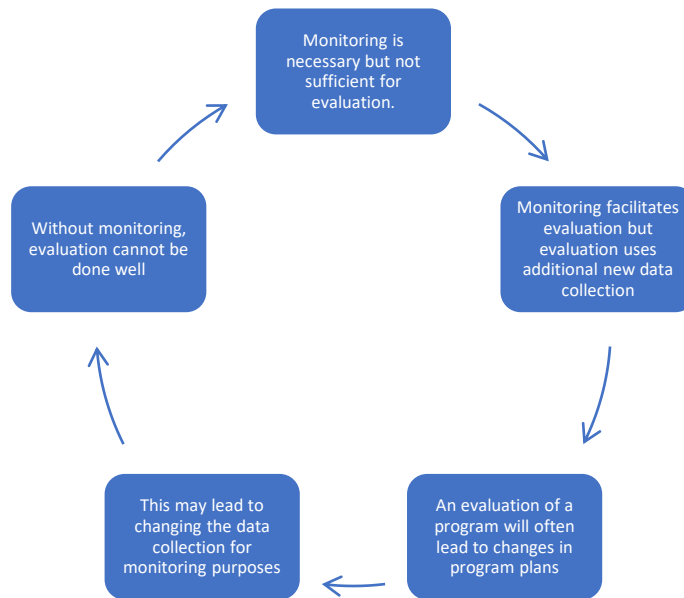 Monitoring is
necessary but not
sufficient for
evaluation.
Monitoring facilitates
evaluation but
evaluation uses
additional new data
collection
An evaluation of a
program will often
lead to changes in
program plans
This may lead to
changing the data
collection for
monitoring purposes
Without monitoring,
evaluation cannot be
done well